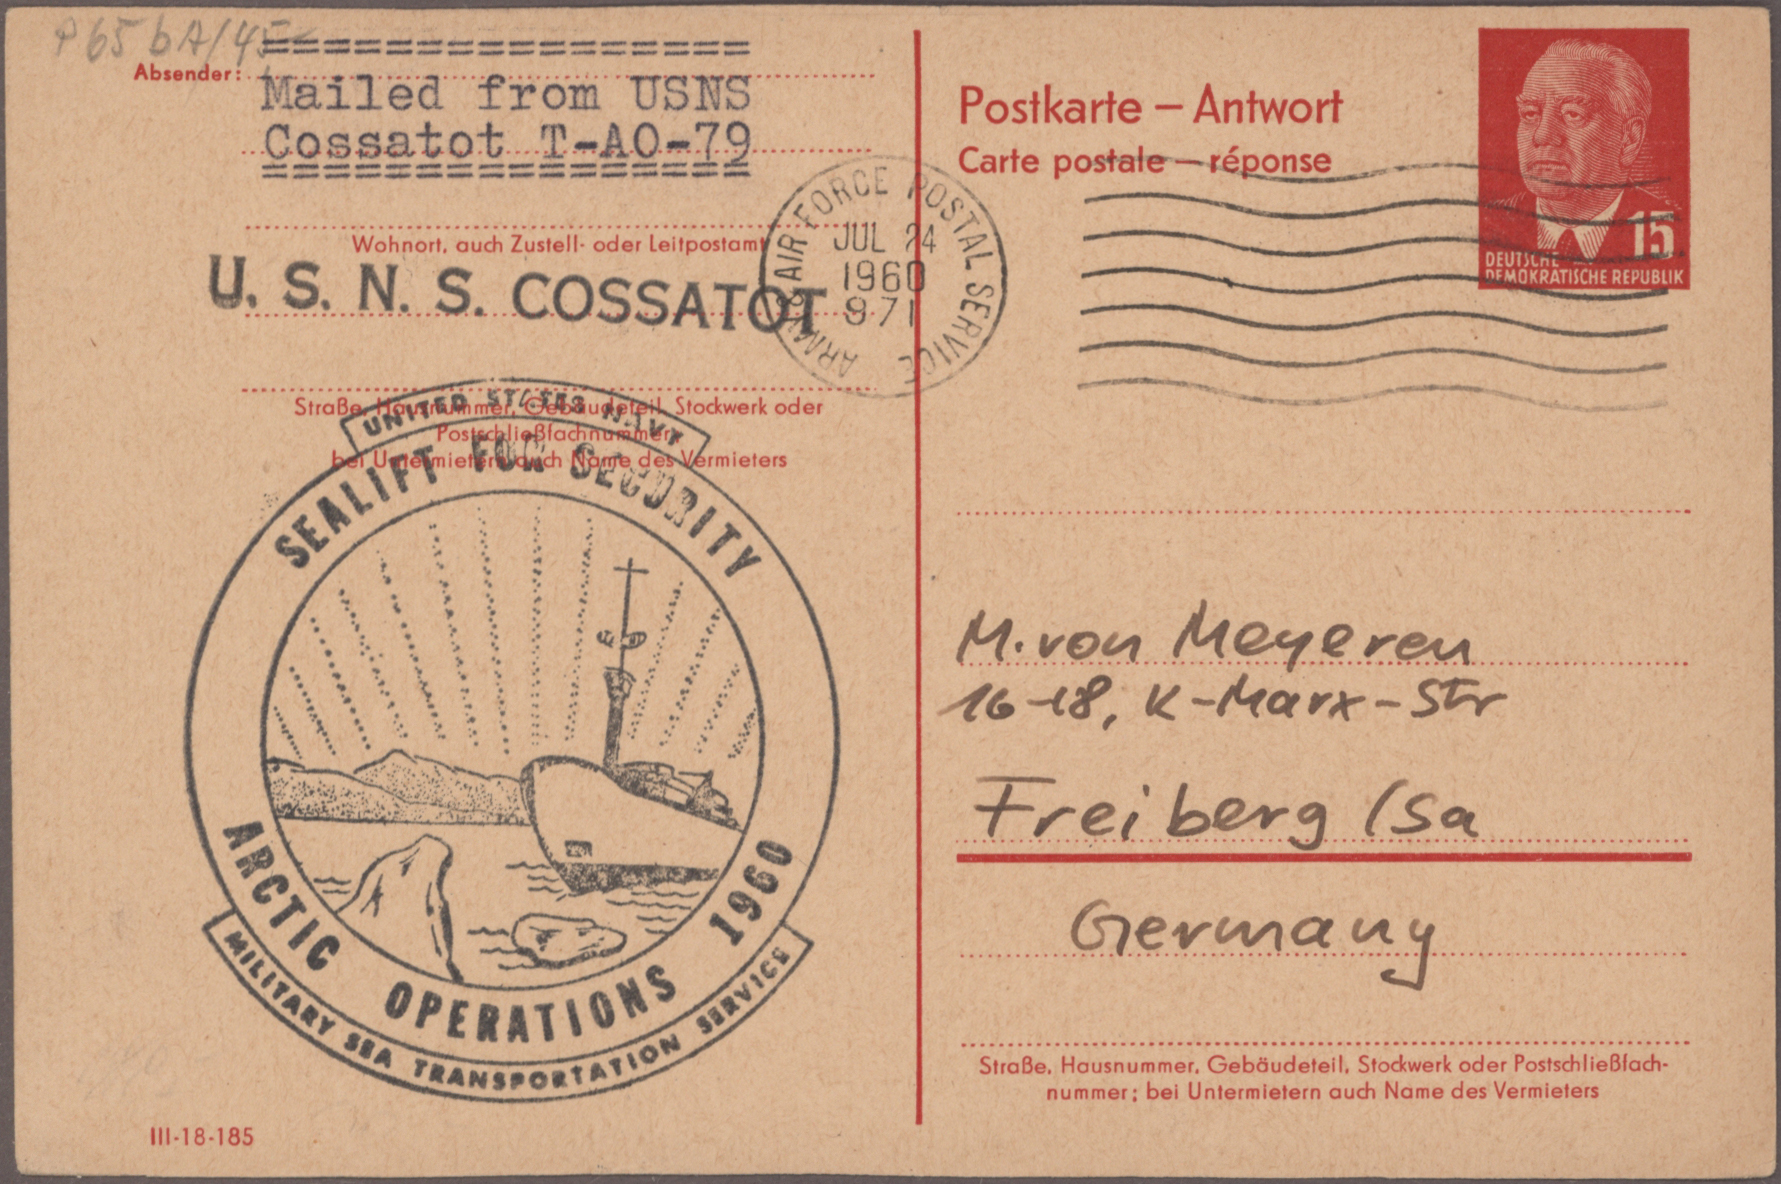 P65 bA/45
Absender:
Mailed from USNS
Cossatot T-AO-79
Wohnort, auch Zustell- oder Leitpostamt
U. S. N. S. COSSATOT
Straße, Hausnummer, Gebäudeteil, Stockwerk oder
Postschließfachnummer;
bei Untermietern auch Name des Vermieters
UNITED STATES NAVY
SEALIFT FOR SECURITY
ARCTIC OPERATIONS 1960
MILITARY SEA TRANSPORTATION SERVICE
III-18-185
ARMY & AIR FORCE POSTAL SERVICE
JUL 24
1960
971
Postkarte – Antwort
Carte postale – réponse
15
DEUTSCHE
DEMOKRATISCHE REPUBLIK
M. von Meyeren
16-18, K-Marx-Str
Freiberg /Sa
Germany
Straße, Hausnummer, Gebäudeteil, Stockwerk oder Postschließfach-
nummer; bei Untermietern auch Name des Vermieters